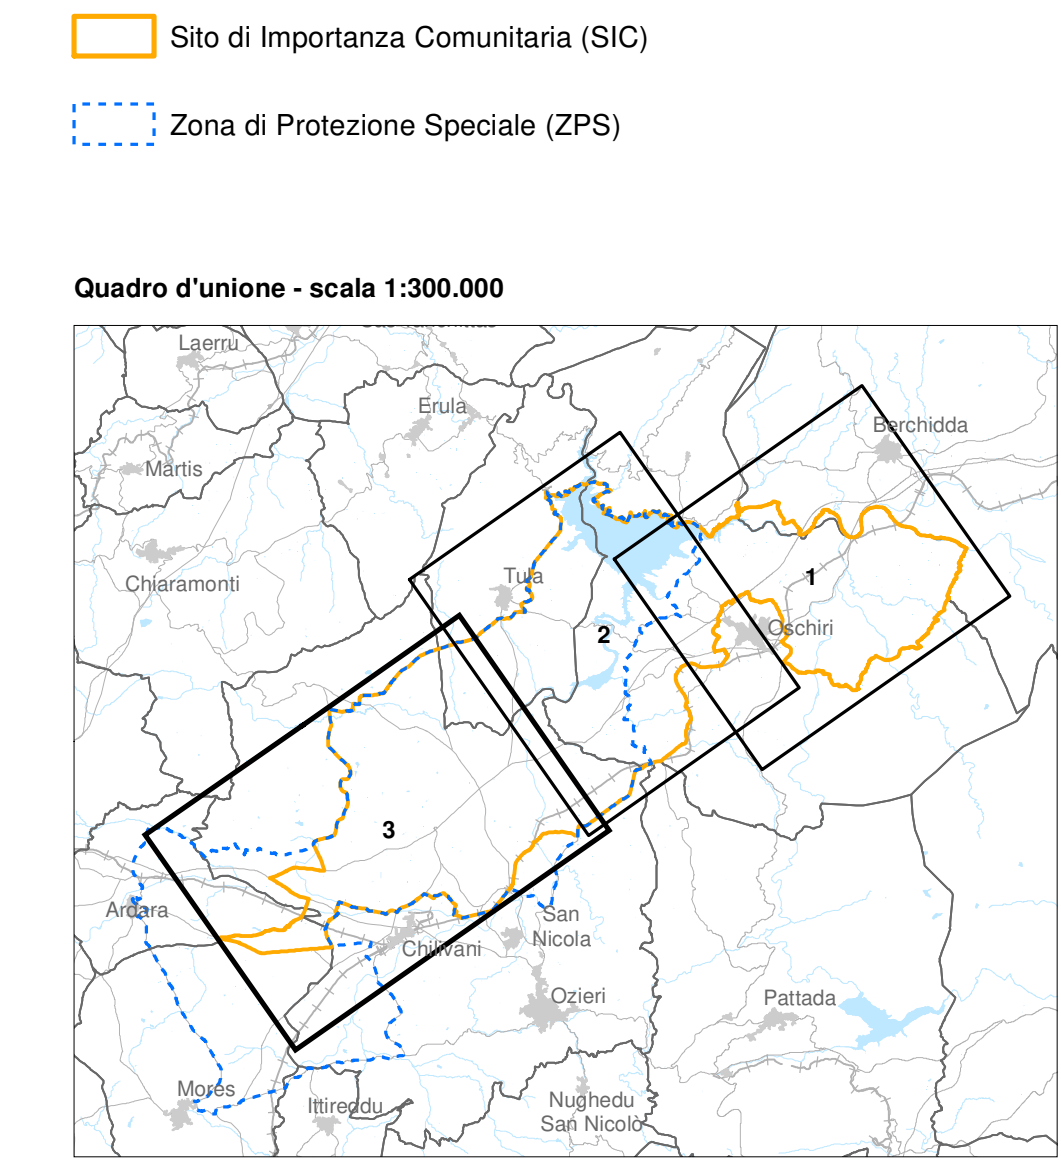 Sito di Importanza Comunitaria (SIC)
Zona di Protezione Speciale (ZPS)
Quadro d'unione - scala 1:300.000
Laerru
Erula
Berchidda
Martis
Chiaramonti
Tula
1
Oschiri
2
3
Ardara
San
Nicola
Chilivani
Ozieri
Pattada
Mores
Ittireddu
Nughedu
San Nicolò